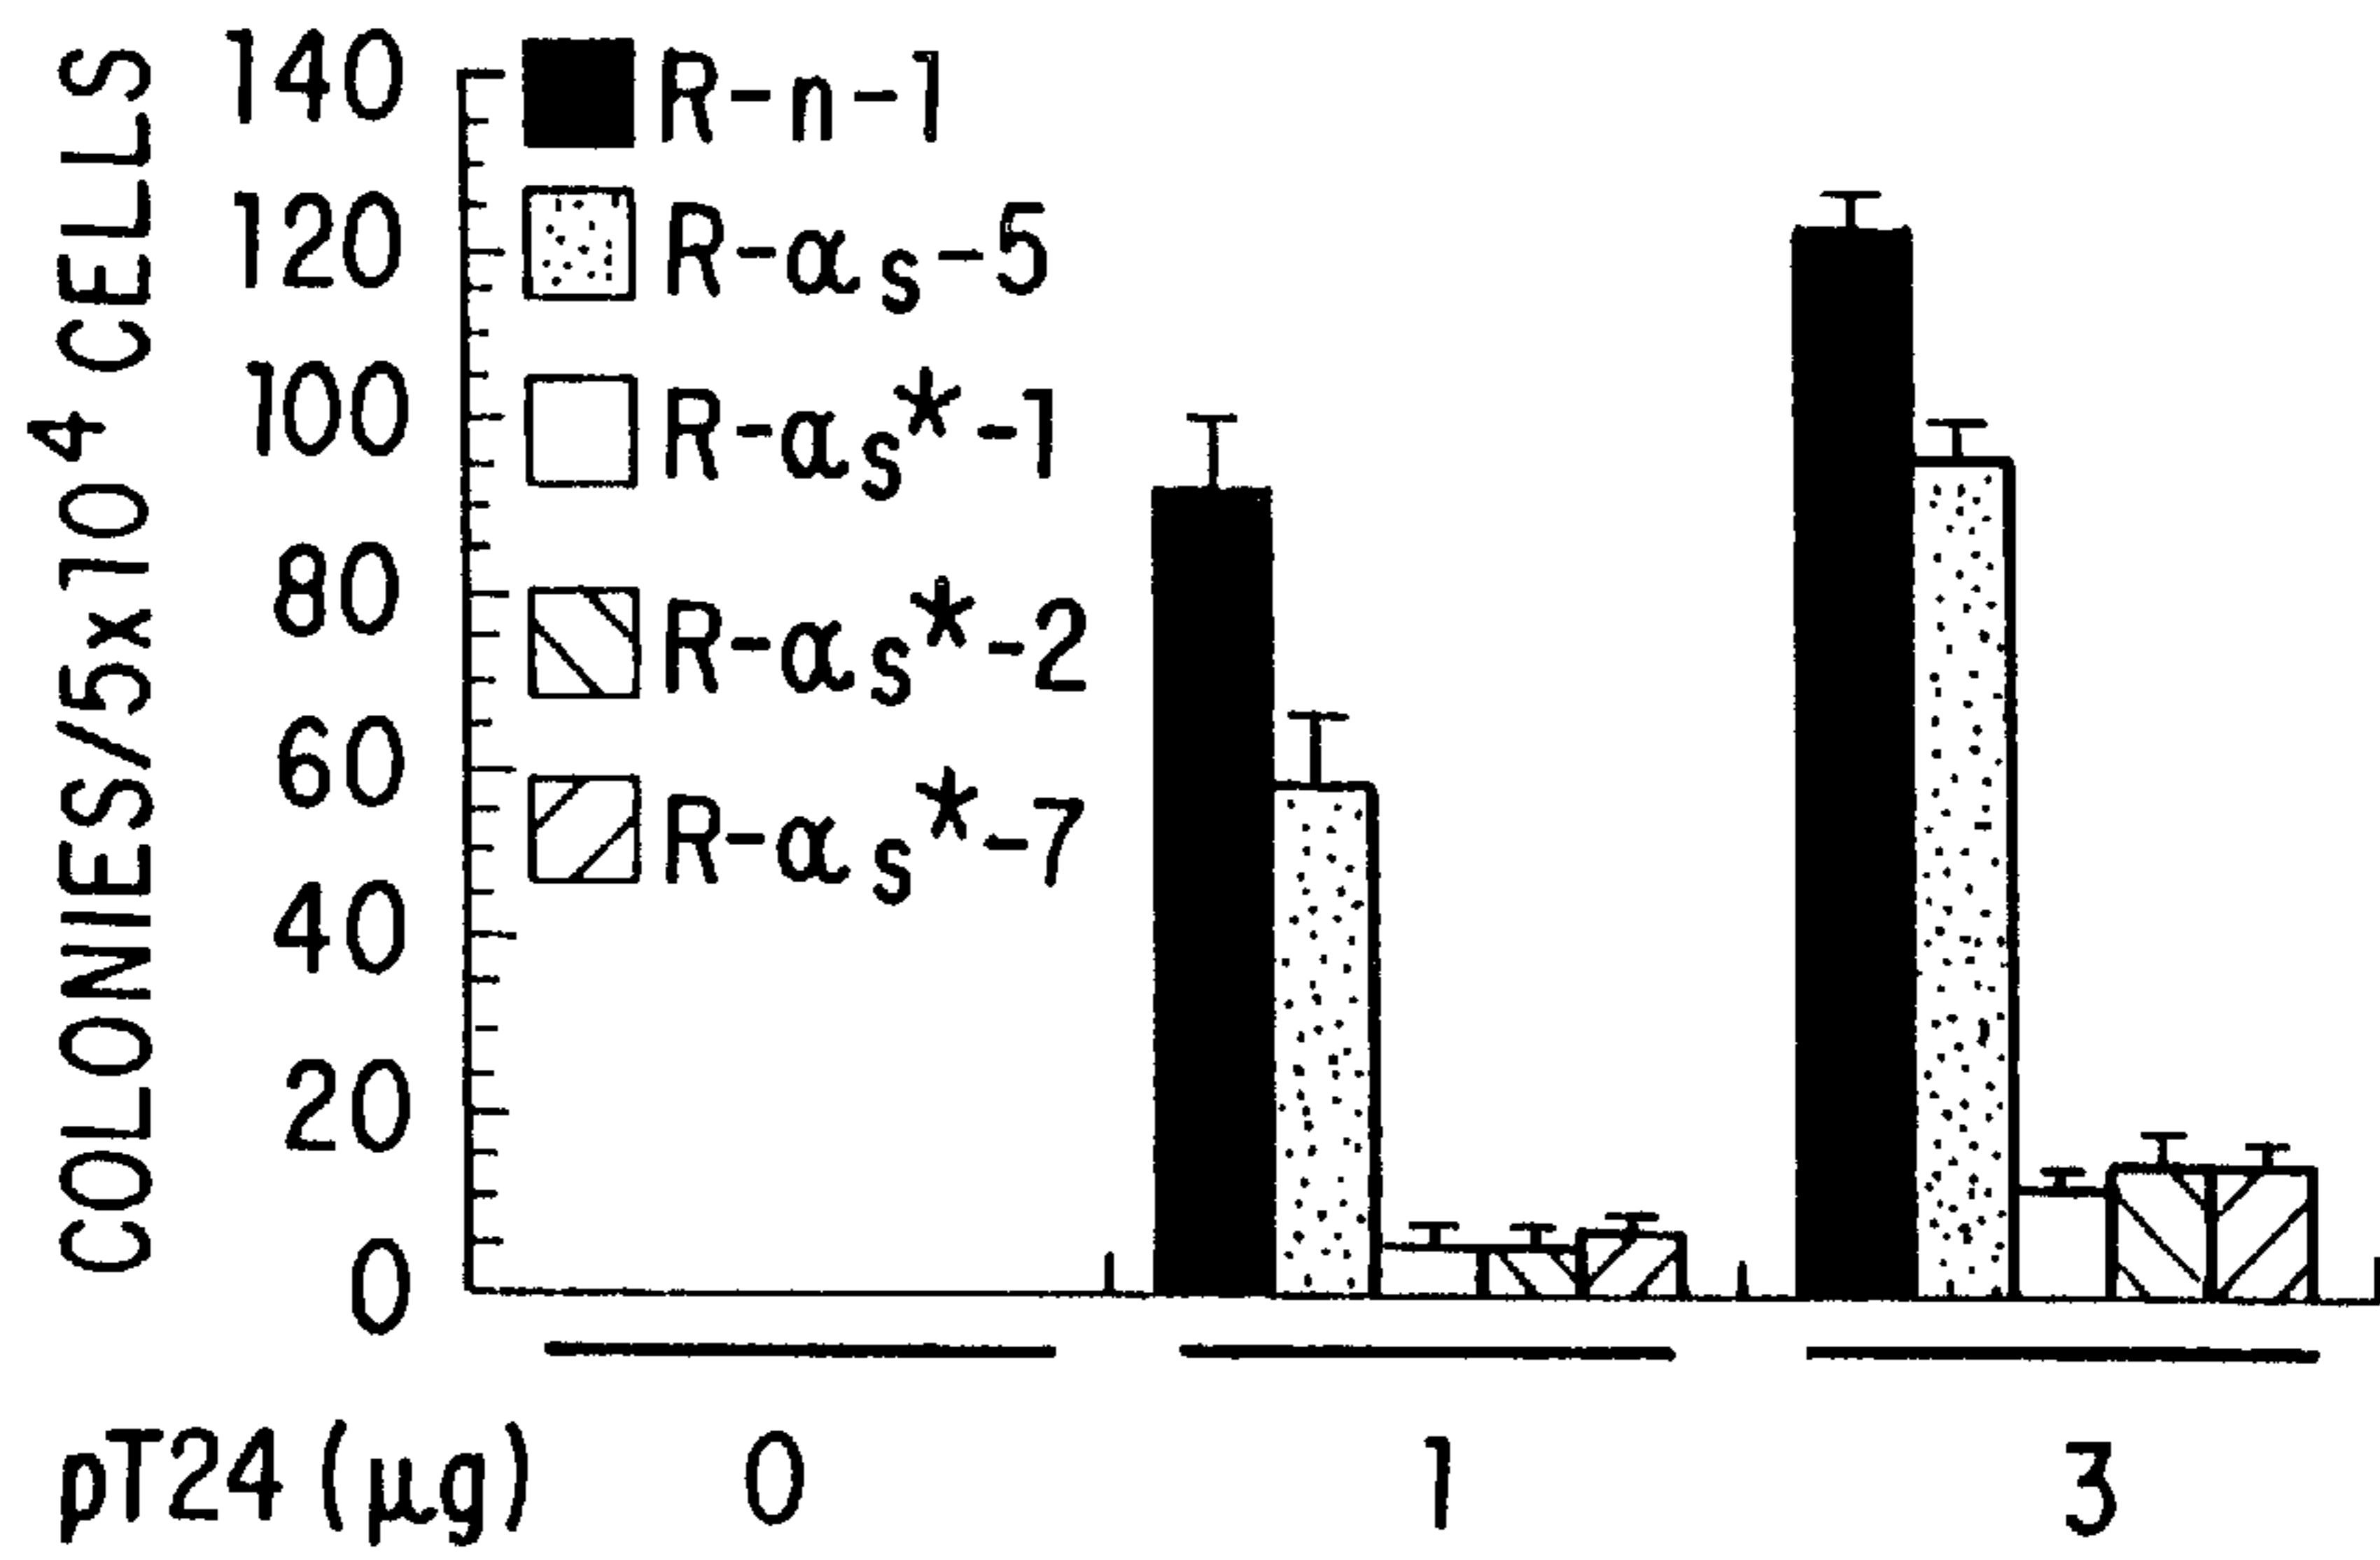 COLONIES/5x10⁴ CELLS
140
120
100
80
60
40
20
0
R-n-1
R-αs-5
R-αs*-1
R-αs*-2
R-αs*-7
pT24 (μg) 0 1 3